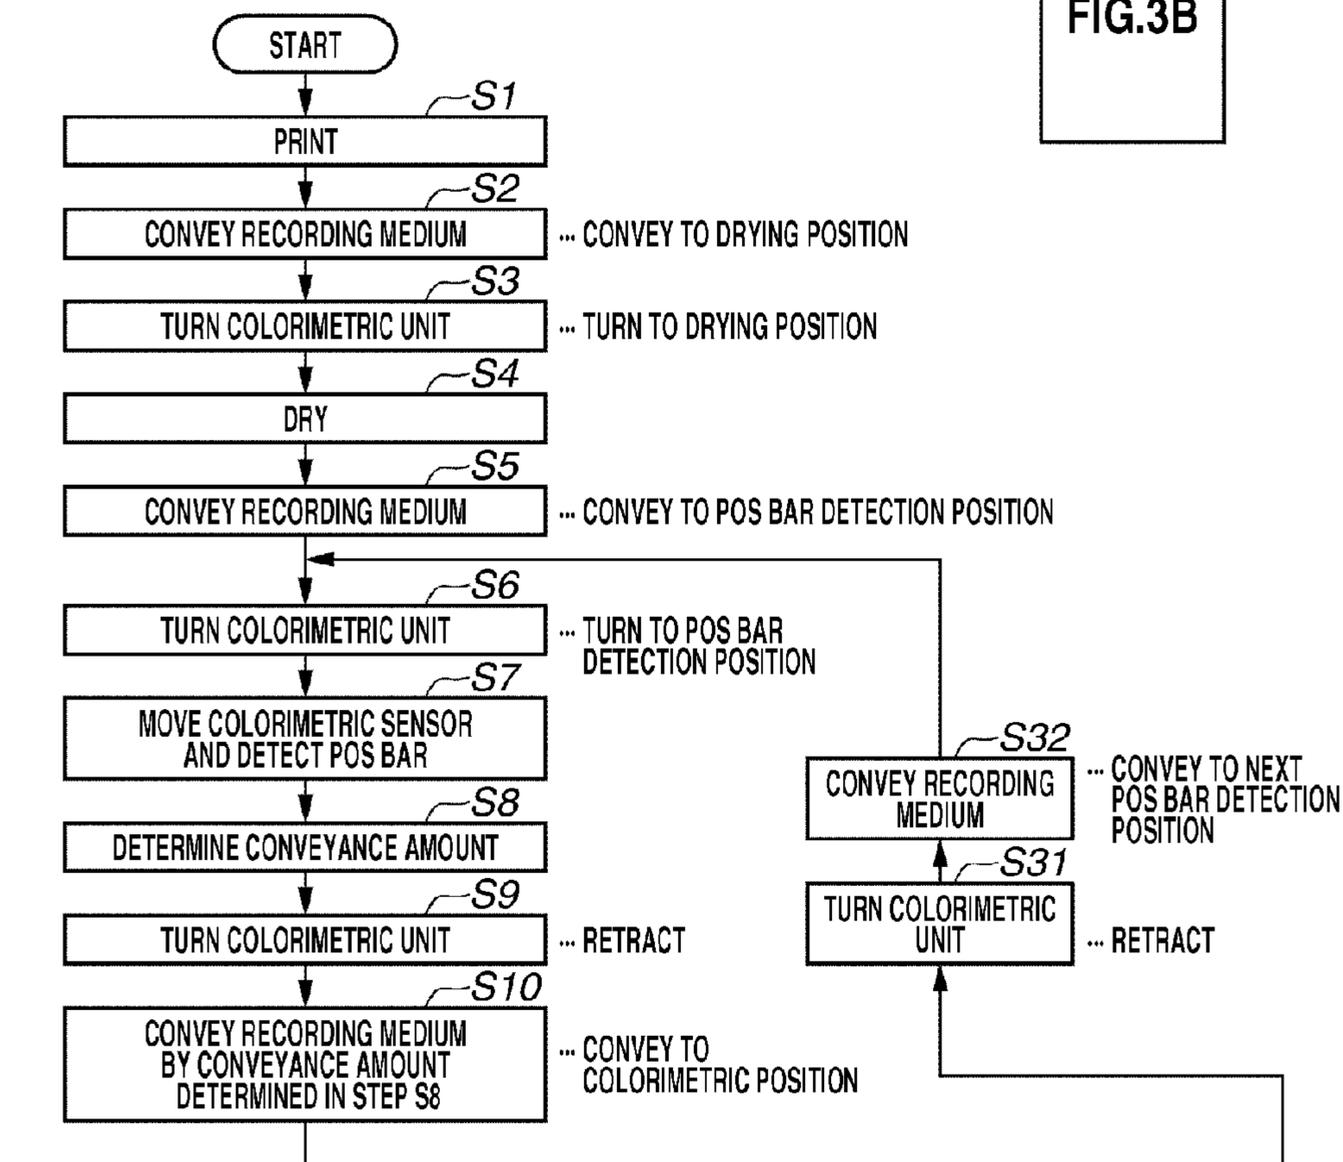 FIG.3B
START
S1
PRINT
S2
CONVEY RECORDING MEDIUM
... CONVEY TO DRYING POSITION
S3
TURN COLORIMETRIC UNIT
... TURN TO DRYING POSITION
S4
DRY
S5
CONVEY RECORDING MEDIUM
... CONVEY TO POS BAR DETECTION POSITION
S6
TURN COLORIMETRIC UNIT
... TURN TO POS BAR
DETECTION POSITION
S7
MOVE COLORIMETRIC SENSOR
AND DETECT POS BAR
S8
DETERMINE CONVEYANCE AMOUNT
S9
TURN COLORIMETRIC UNIT
... RETRACT
S10
CONVEY RECORDING MEDIUM
BY CONVEYANCE AMOUNT
DETERMINED IN STEP S8
... CONVEY TO
COLORIMETRIC POSITION
S32
CONVEY RECORDING
MEDIUM
... CONVEY TO NEXT
POS BAR DETECTION
POSITION
S31
TURN COLORIMETRIC
UNIT
... RETRACT